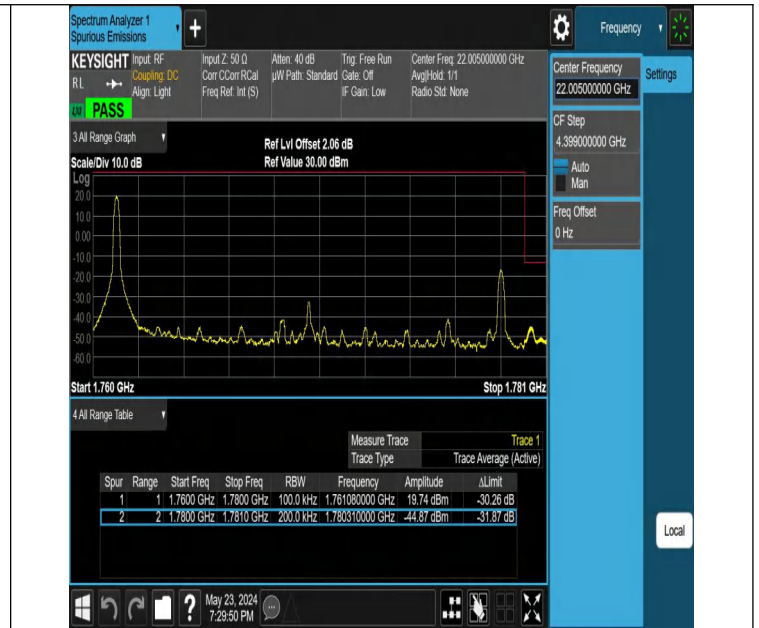 Spectrum Analyzer 1
Spurious Emissions
+
Frequency
KEYSIGHT Input: RF Input Z: 50 Ω Atten: 40 dB Trig: Free Run Center Freq: 22.005000000 GHz
RL Coupling: DC Corr CCorr RCal µW Path: Standard Gate: Off Avg|Hold: 1/1
Align: Light Freq Ref: Int (S) IF Gain: Low Radio Std: None
PASS
Center Frequency
22.005000000 GHz
Settings
CF Step
4.399000000 GHz
Auto
Man
Freq Offset
0 Hz
3 All Range Graph
Ref Lvl Offset 2.06 dB
Scale/Div 10.0 dB Ref Value 30.00 dBm
Log
20.0
10.0
0.00
-10.0
-20.0
-30.0
-40.0
-50.0
-60.0
Start 1.760 GHz Stop 1.781 GHz
4 All Range Table
Measure Trace Trace 1
Trace Type Trace Average (Active)
Spur Range Start Freq Stop Freq RBW Frequency Amplitude ΔLimit
1 1 1.7600 GHz 1.7800 GHz 100.0 kHz 1.761080000 GHz 19.74 dBm -30.26 dB
2 2 1.7800 GHz 1.7810 GHz 200.0 kHz 1.780310000 GHz -44.87 dBm -31.87 dB
Local
?
May 23, 2024
7:29:50 PM